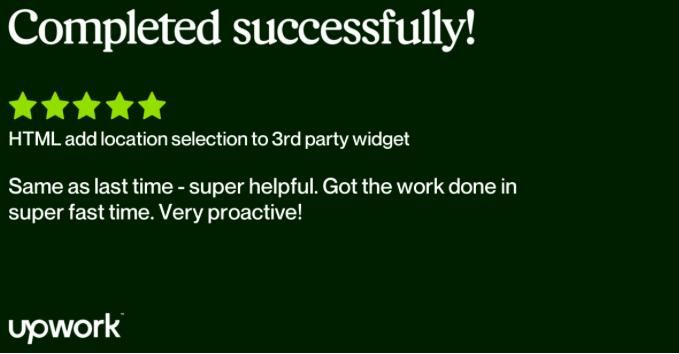 Completed successfully!
HTML add location selection to 3rd party widget
Same as last time - super helpful. Got the work done in
super fast time. Very proactive!
upwork